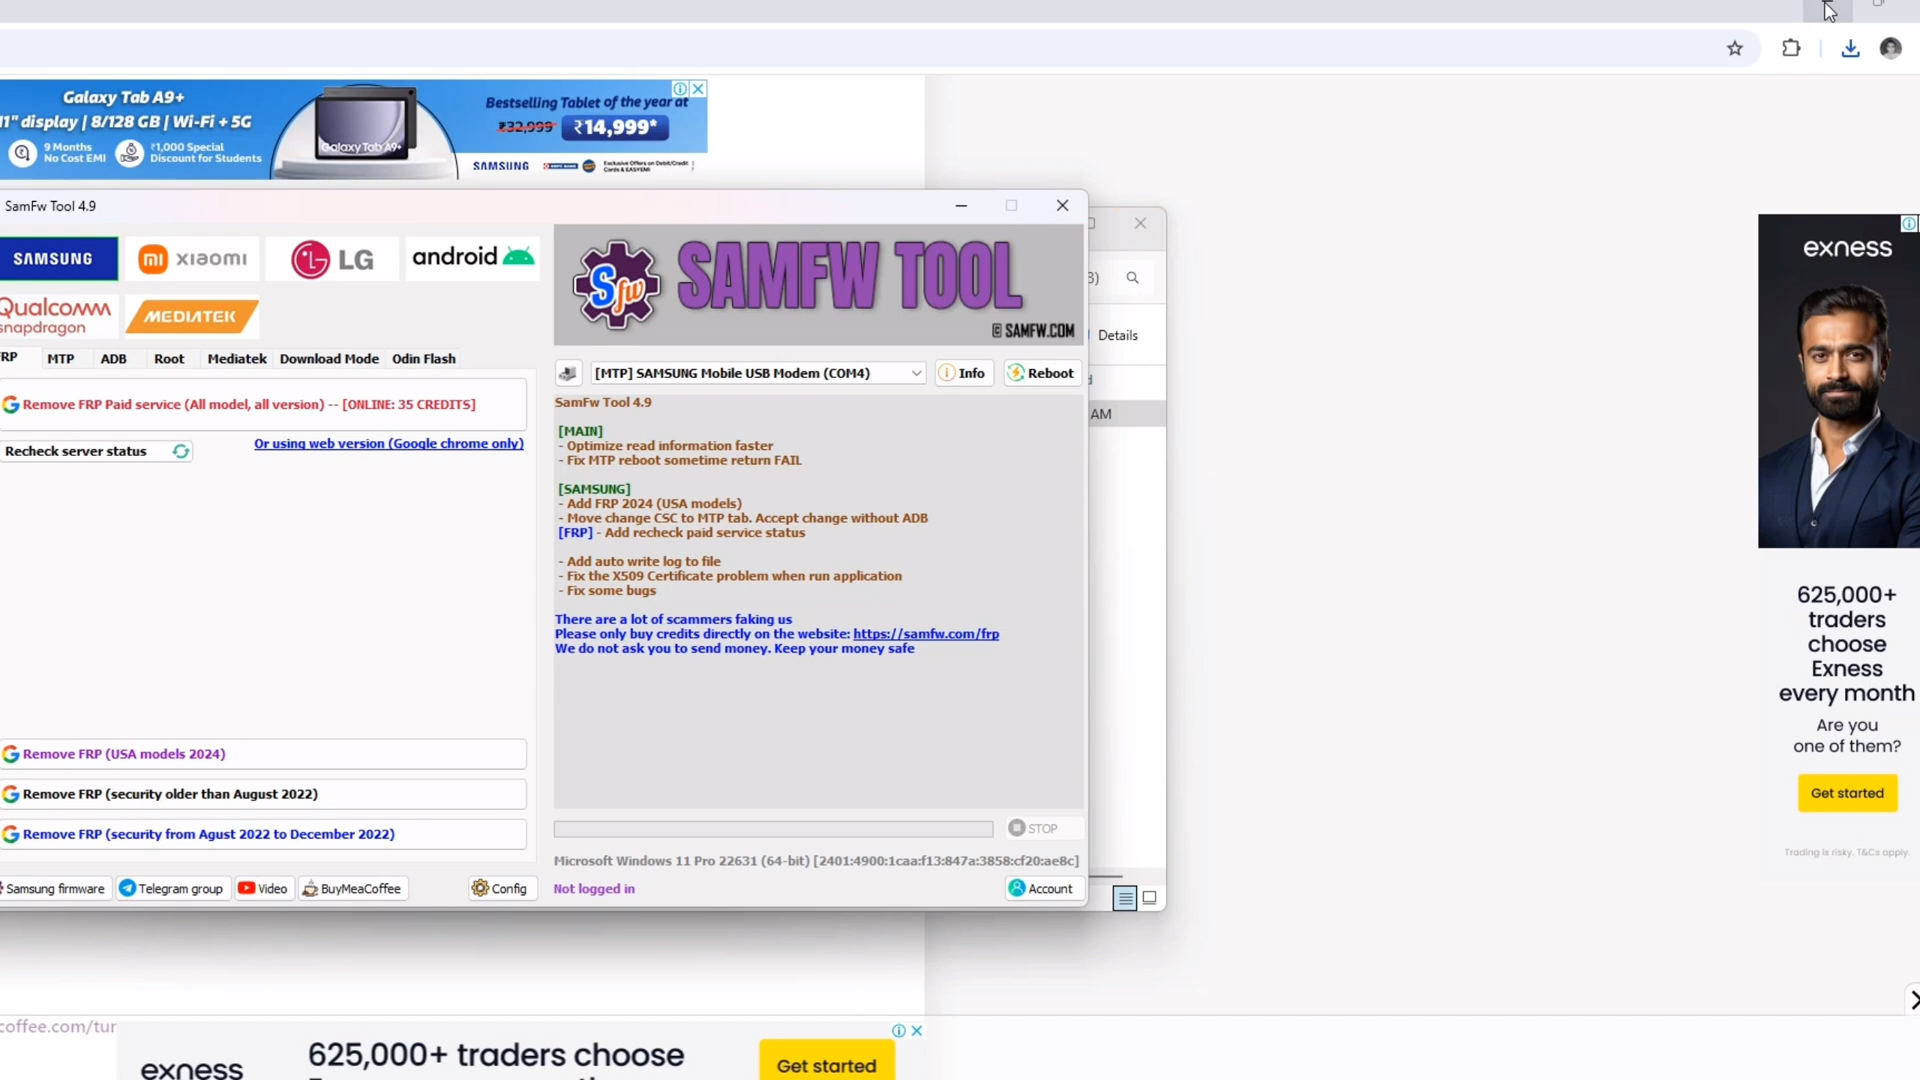 Galaxy Tab A9+
11" display | 8/128 GB | Wi-Fi + 5G
9 Months
No Cost EMI
₹1,000 Special
Discount for Students
Galaxy Tab A9+
Bestselling Tablet of the year at
₹32,999 ₹14,999*
SAMSUNG
Exclusive Offers on Debit/Credit
Cards & EASYEMI
SamFw Tool 4.9
SAMSUNG
xiaomi
LG
android
Qualcomm
snapdragon
MEDIATEK
RP MTP ADB Root Mediatek Download Mode Odin Flash
Remove FRP Paid service (All model, all version) -- [ONLINE: 35 CREDITS]
Recheck server status
Or using web version (Google chrome only)
Remove FRP (USA models 2024)
Remove FRP (security older than August 2022)
Remove FRP (security from Agust 2022 to December 2022)
Samsung firmware Telegram group Video BuyMeaCoffee Config
Sfw SAMFW TOOL
© SAMFW.COM
[MTP] SAMSUNG Mobile USB Modem (COM4) Info Reboot
SamFw Tool 4.9
[MAIN]
- Optimize read information faster
- Fix MTP reboot sometime return FAIL
[SAMSUNG]
- Add FRP 2024 (USA models)
- Move change CSC to MTP tab. Accept change without ADB
[FRP] - Add recheck paid service status
- Add auto write log to file
- Fix the X509 Certificate problem when run application
- Fix some bugs
There are a lot of scammers faking us
Please only buy credits directly on the website: https://samfw.com/frp
We do not ask you to send money. Keep your money safe
STOP
Microsoft Windows 11 Pro 22631 (64-bit) [2401:4900:1caa:f13:847a:3858:cf20:ae8c]
Not logged in
Account
3)
Details
d
AM
exness
625,000+
traders
choose
Exness
every month
Are you
one of them?
Get started
Trading is risky. T&Cs apply.
coffee.com/tur
exness
625,000+ traders choose
Get started